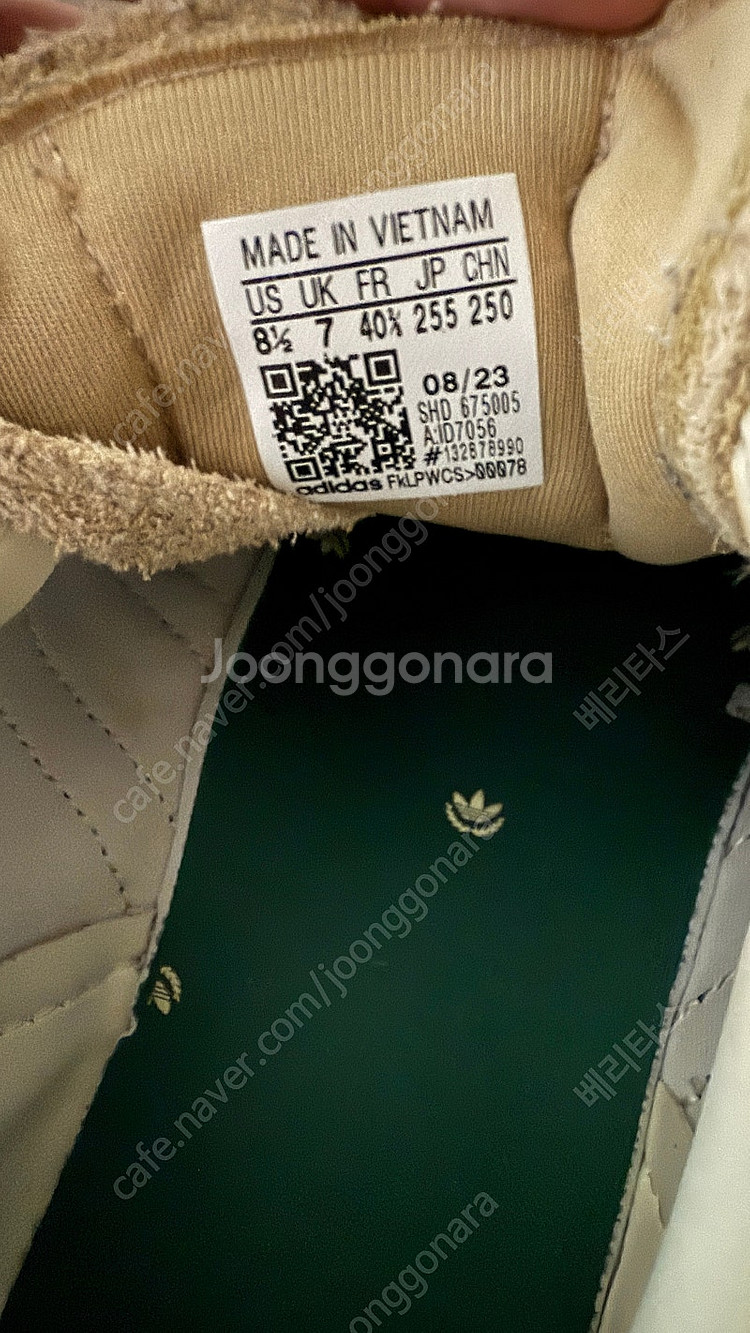 MADE IN VIETNAM
US UK FR JP CHN
8½ 7 40⅔ 255 250
08/23
SHD 675005
A:ID7056
#132878990
adidas FkLPWCS>00078
Joonggonara
베리타스
cafe.naver.com/joonggonara
cafe.naver.com/joonggonara
베리타스
joonggonara